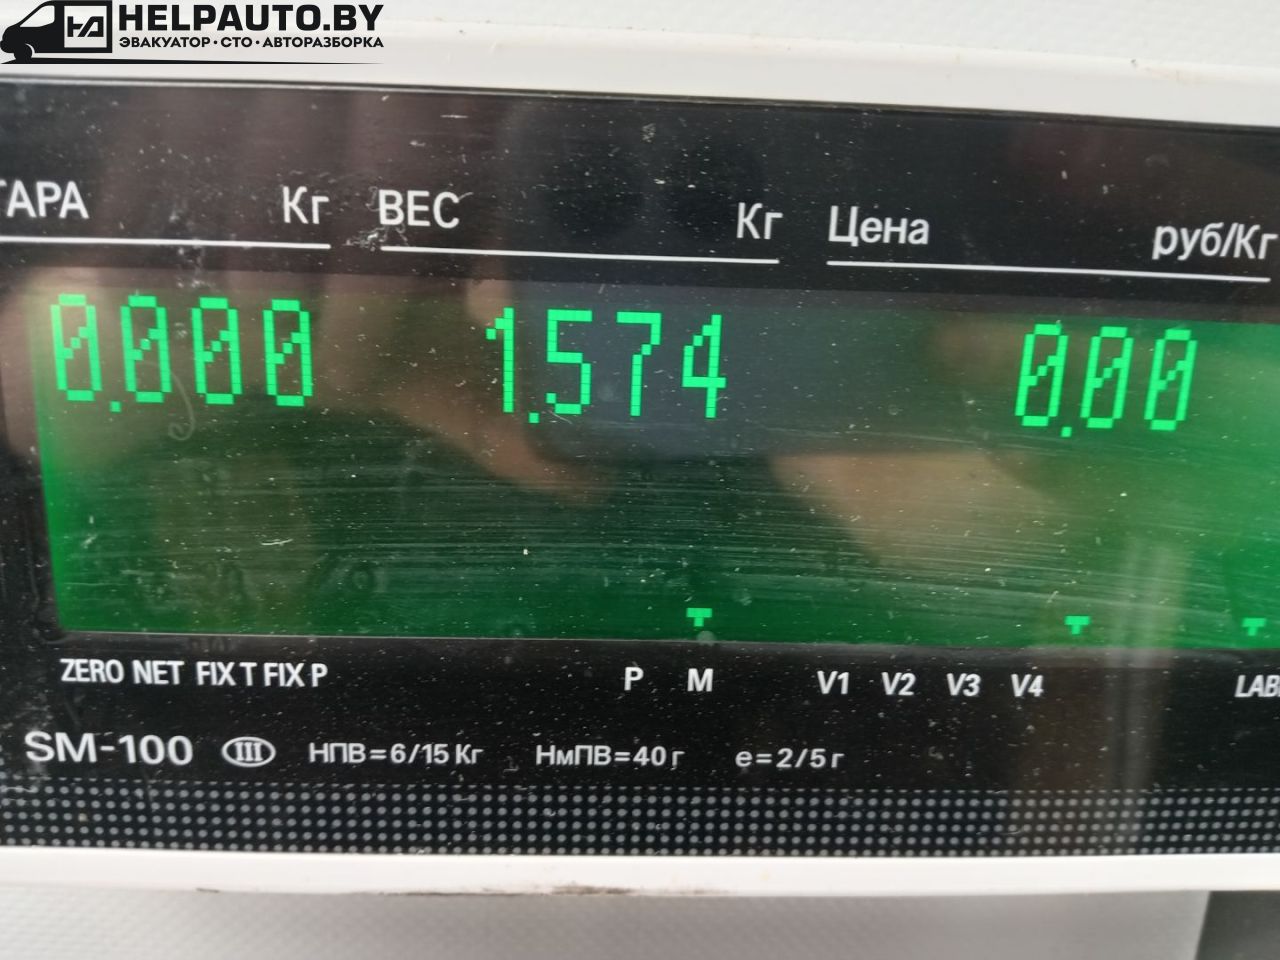 HELPAUTO.BY
ЭВАКУАТОР · СТО · АВТОРАЗБОРКА
ТАРА Кг ВЕС Кг Цена руб/Кг
0.000 1.574 0.00
ZERO NET FIX T FIX P P M V1 V2 V3 V4
SM-100 III НПВ=6/15 Кг НмПВ=40 г e=2/5 г